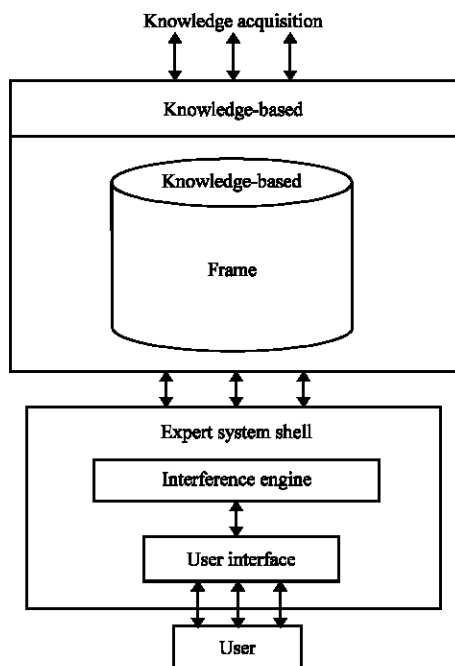 Knowledge acquisition
Knowledge-based
Knowledge-based
Frame
Expert system shell
Interference engine
User interface
User